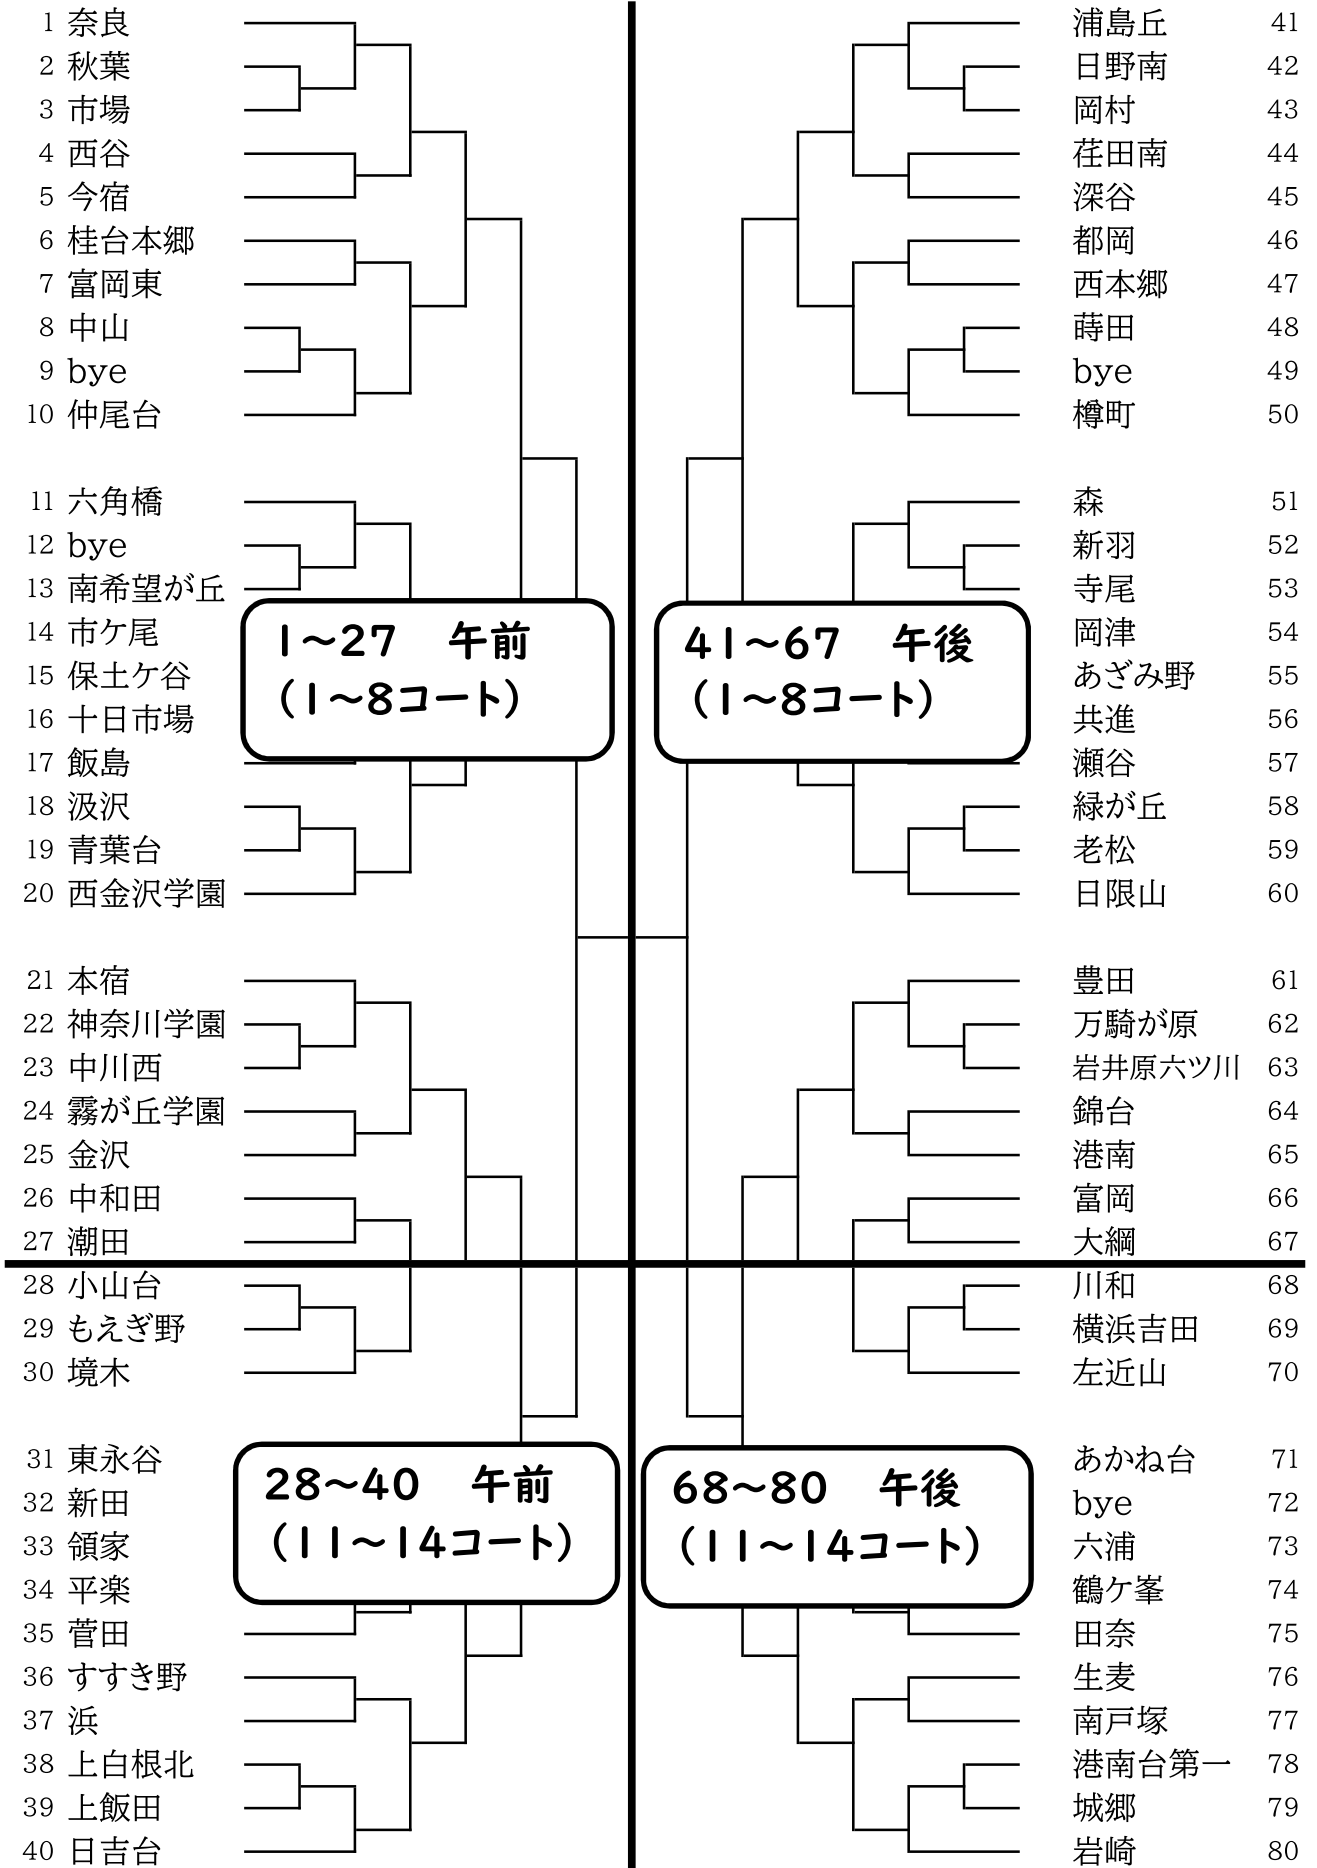 1 奈良
2 秋葉
3 市場
4 西谷
5 今宿
6 桂台本郷
7 富岡東
8 中山
9 bye
10 仲尾台
11 六角橋
12 bye
13 南希望が丘
14 市ケ尾
15 保土ケ谷
16 十日市場
17 飯島
18 汲沢
19 青葉台
20 西金沢学園
1～27 午前
(1～8コート)
21 本宿
22 神奈川学園
23 中川西
24 霧が丘学園
25 金沢
26 中和田
27 潮田
28 小山台
29 もえぎ野
30 境木
31 東永谷
32 新田
33 領家
34 平楽
35 菅田
36 すすき野
37 浜
38 上白根北
39 上飯田
40 日吉台
28～40 午前
(11～14コート)
浦島丘 41
日野南 42
岡村 43
荏田南 44
深谷 45
都岡 46
西本郷 47
蒔田 48
bye 49
樽町 50
森 51
新羽 52
寺尾 53
岡津 54
あざみ野 55
共進 56
瀬谷 57
緑が丘 58
老松 59
日限山 60
41～67 午後
(1～8コート)
豊田 61
万騎が原 62
岩井原六ツ川 63
錦台 64
港南 65
富岡 66
大綱 67
川和 68
横浜吉田 69
左近山 70
あかね台 71
bye 72
六浦 73
鶴ケ峯 74
田奈 75
生麦 76
南戸塚 77
港南台第一 78
城郷 79
岩崎 80
68～80 午後
(11～14コート)